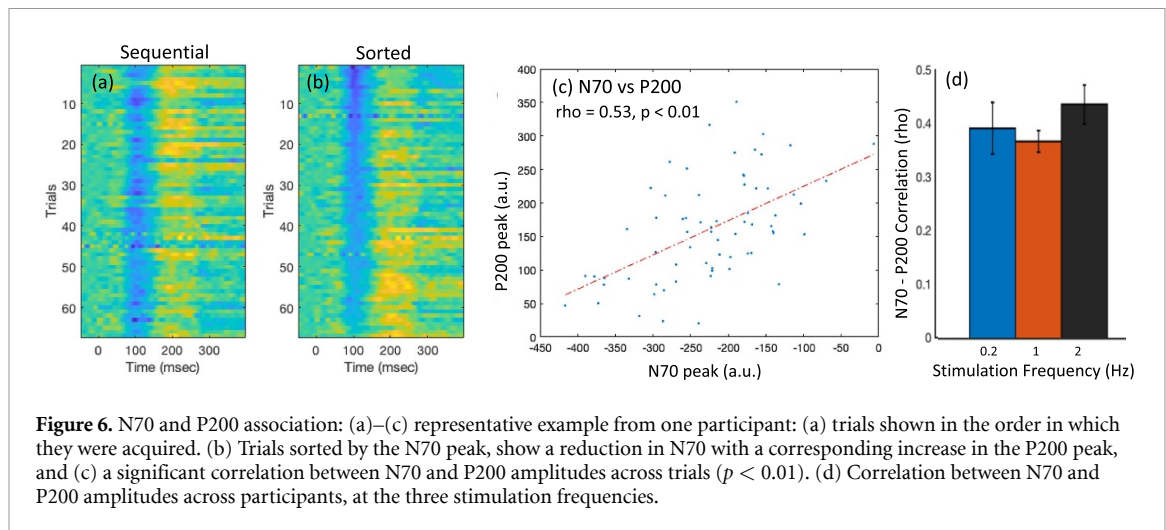 Sequential
(a)
10
20
30
40
50
60
Trials
0 100 200 300
Time (msec)
Sorted
(b)
10
20
30
40
50
60
Trials
0 100 200 300
Time (msec)
(c) N70 vs P200
rho = 0.53, p < 0.01
400
350
300
250
200
150
100
50
0
P200 peak (a.u.)
-450 -400 -350 -300 -250 -200 -150 -100 -50 0
N70 peak (a.u.)
(d)
0.5
0.4
0.3
0.2
0.1
0
N70 - P200 Correlation (rho)
0.2 1 2
Stimulation Frequency (Hz)
Figure 6. N70 and P200 association: (a)–(c) representative example from one participant: (a) trials shown in the order in which
they were acquired. (b) Trials sorted by the N70 peak, show a reduction in N70 with a corresponding increase in the P200 peak,
and (c) a significant correlation between N70 and P200 amplitudes across trials (p < 0.01). (d) Correlation between N70 and
P200 amplitudes across participants, at the three stimulation frequencies.